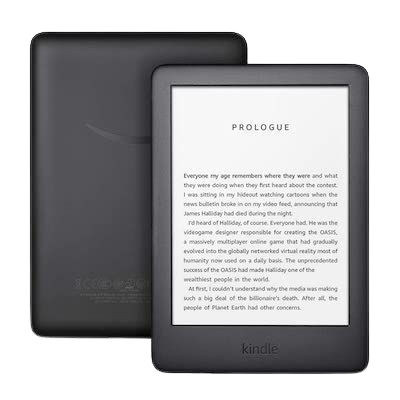 PROLOGUE
Everyone my age remembers where they were and what
they were doing when they first heard about the contest.
I was sitting in my hideout watching cartoons when the
news bulletin broke in on my video feed, announcing that
James Halliday had died during the night.
I'd heard of Halliday, of course. Everyone had. He was the
videogame designer responsible for creating the OASIS,
a massively multiplayer online game that had gradually
evolved into the globally networked virtual reality most of
humanity now used on a daily basis. The unprecedented
success of the OASIS had made Halliday one of the
wealthiest people in the world.
At first, I couldn't understand why the media was making
such a big deal of the billionaire's death. After all, the
people of Planet Earth had other concerns.
kindle